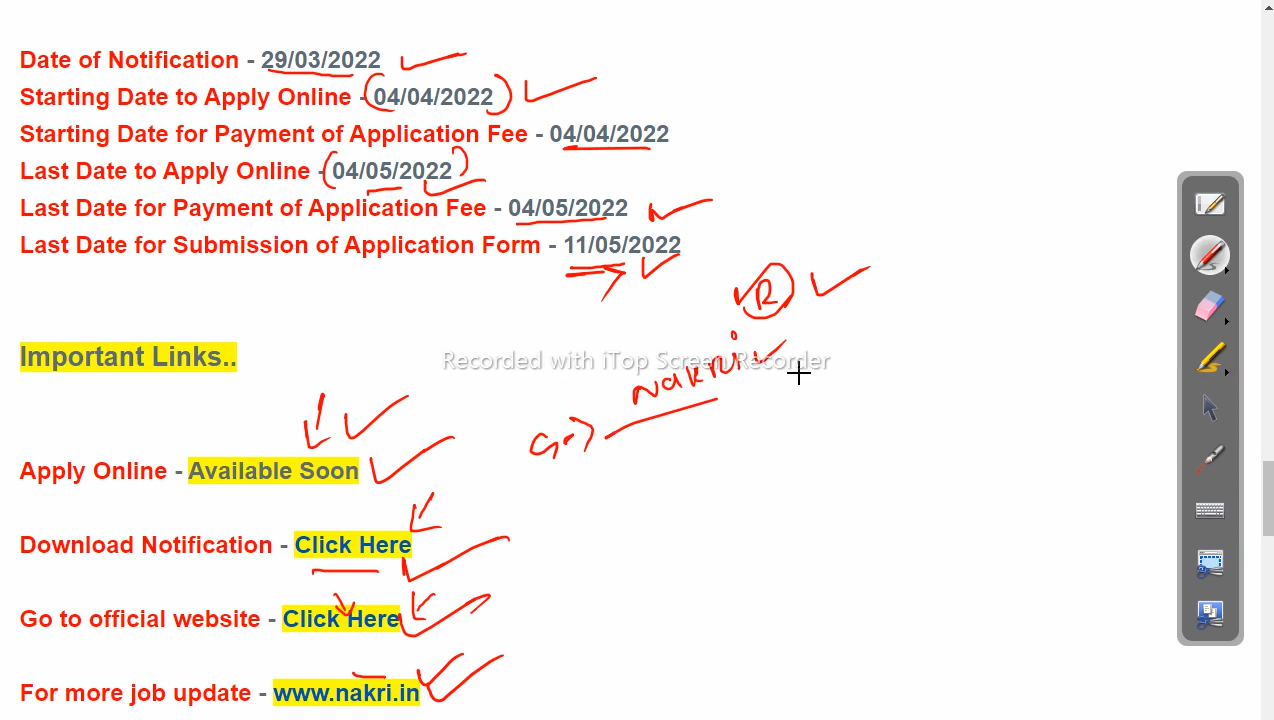 Date of Notification - 29/03/2022
Starting Date to Apply Online - 04/04/2022
Starting Date for Payment of Application Fee - 04/04/2022
Last Date to Apply Online - 04/05/2022
Last Date for Payment of Application Fee - 04/05/2022
Last Date for Submission of Application Form - 11/05/2022
R
Important Links..
Recorded with iTop Screen Recorder
Nakri
G->
Apply Online - Available Soon
Download Notification - Click Here
Go to official website - Click Here
For more job update - www.nakri.in